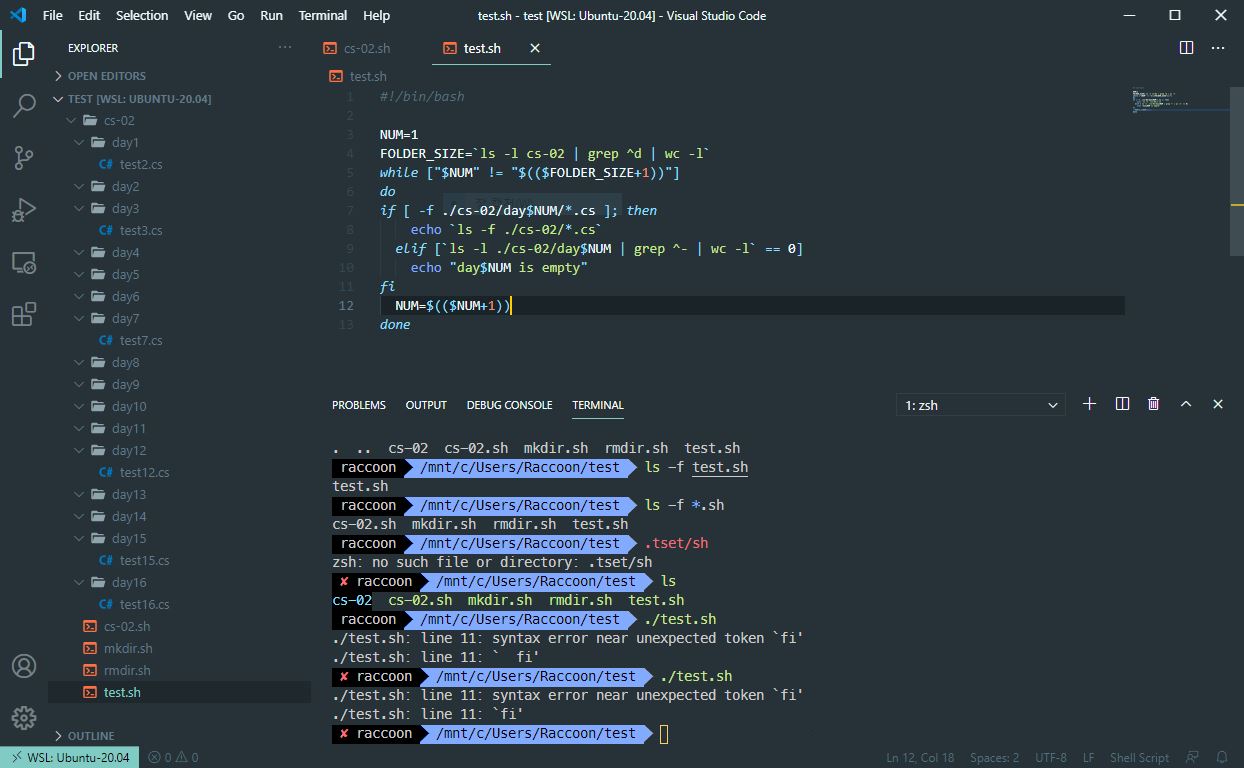 File Edit Selection View Go Run Terminal Help
test.sh - test [WSL: Ubuntu-20.04] - Visual Studio Code
EXPLORER
OPEN EDITORS
TEST [WSL: UBUNTU-20.04]
cs-02
day1
C# test2.cs
day2
day3
C# test3.cs
day4
day5
day6
day7
C# test7.cs
day8
day9
day10
day11
day12
C# test12.cs
day13
day14
day15
C# test15.cs
day16
C# test16.cs
cs-02.sh
mkdir.sh
rmdir.sh
test.sh
OUTLINE
cs-02.sh test.sh
test.sh
1 #!/bin/bash
2
3 NUM=1
4 FOLDER_SIZE=`ls -l cs-02 | grep ^d | wc -l`
5 while ["$NUM" != "$(($FOLDER_SIZE+1))"]
6 do
7 if [ -f ./cs-02/day$NUM/*.cs ]; then
8     echo `ls -f ./cs-02/*.cs`
9   elif [`ls -l ./cs-02/day$NUM | grep ^- | wc -l` == 0]
10     echo "day$NUM is empty"
11 fi
12   NUM=$(($NUM+1))
13 done
PROBLEMS OUTPUT DEBUG CONSOLE TERMINAL
1: zsh
.  ..  cs-02  cs-02.sh  mkdir.sh  rmdir.sh  test.sh
raccoon /mnt/c/Users/Raccoon/test ls -f test.sh
test.sh
raccoon /mnt/c/Users/Raccoon/test ls -f *.sh
cs-02.sh  mkdir.sh  rmdir.sh  test.sh
raccoon /mnt/c/Users/Raccoon/test .tset/sh
zsh: no such file or directory: .tset/sh
✘ raccoon /mnt/c/Users/Raccoon/test ls
cs-02  cs-02.sh  mkdir.sh  rmdir.sh  test.sh
raccoon /mnt/c/Users/Raccoon/test ./test.sh
./test.sh: line 11: syntax error near unexpected token `fi'
./test.sh: line 11: `  fi'
✘ raccoon /mnt/c/Users/Raccoon/test ./test.sh
./test.sh: line 11: syntax error near unexpected token `fi'
./test.sh: line 11: `fi'
✘ raccoon /mnt/c/Users/Raccoon/test
WSL: Ubuntu-20.04 0 0 Ln 12, Col 18 Spaces: 2 UTF-8 LF Shell Script